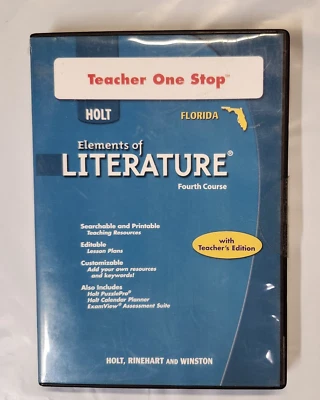 Teacher One Stop™
HOLT
FLORIDA
Elements of
LITERATURE®
Fourth Course
Searchable and Printable
Teaching Resources
Editable
Lesson Plans
Customizable
Add your own resources
and keywords!
Also Includes
Holt PuzzlePro®
Holt Calendar Planner
ExamView® Assessment Suite
with
Teacher's Edition
HOLT, RINEHART AND WINSTON